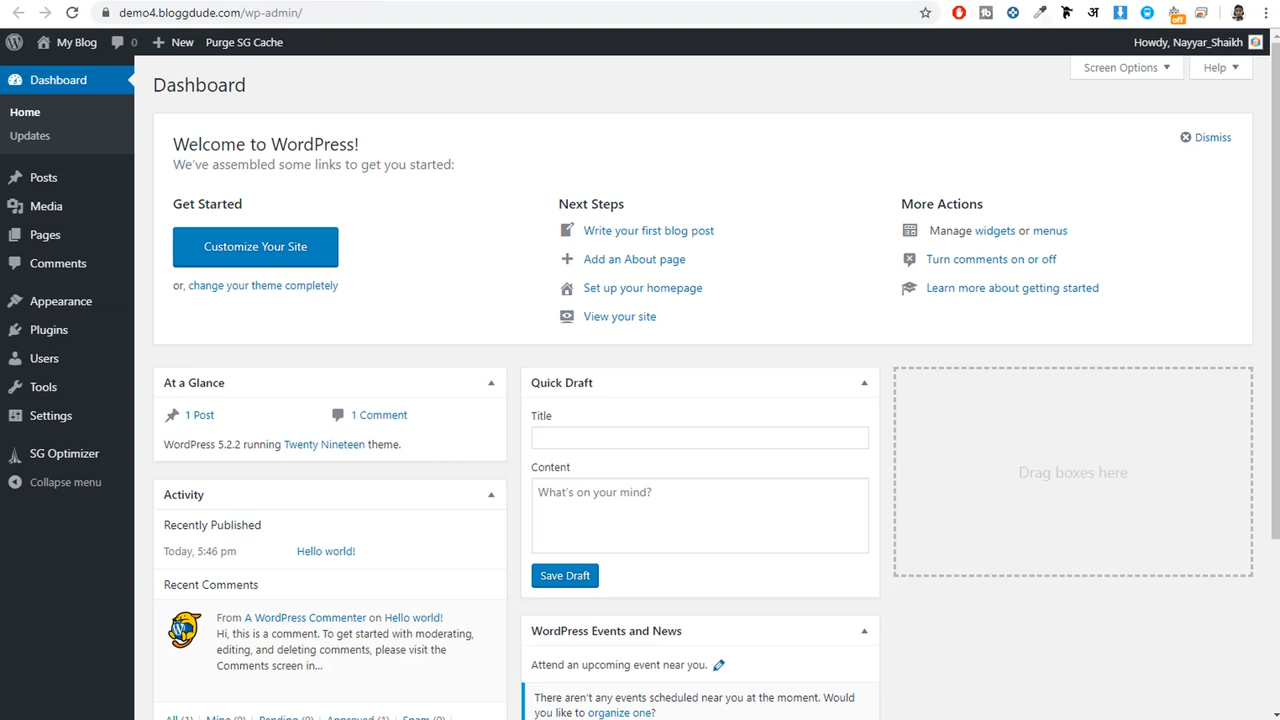 demo4.bloggdude.com/wp-admin/
off
My Blog
0
New
Purge SG Cache
Howdy, Nayyar_Shaikh
Dashboard
Home
Updates
Posts
Media
Pages
Comments
Appearance
Plugins
Users
Tools
Settings
SG Optimizer
Collapse menu
Screen Options
Help
Dashboard
Welcome to WordPress!
We've assembled some links to get you started:
Dismiss
Get Started
Customize Your Site
or, change your theme completely
Next Steps
Write your first blog post
Add an About page
Set up your homepage
View your site
More Actions
Manage widgets or menus
Turn comments on or off
Learn more about getting started
At a Glance
1 Post
1 Comment
WordPress 5.2.2 running Twenty Nineteen theme.
Activity
Recently Published
Today, 5:46 pm
Hello world!
Recent Comments
From A WordPress Commenter on Hello world!
Hi, this is a comment. To get started with moderating,
editing, and deleting comments, please visit the
Comments screen in…
All (1)
Mine (0)
Pending (0)
Approved (1)
Spam (0)
Quick Draft
Title
Content
What's on your mind?
Save Draft
WordPress Events and News
Attend an upcoming event near you.
There aren't any events scheduled near you at the moment. Would
you like to organize one?
Drag boxes here